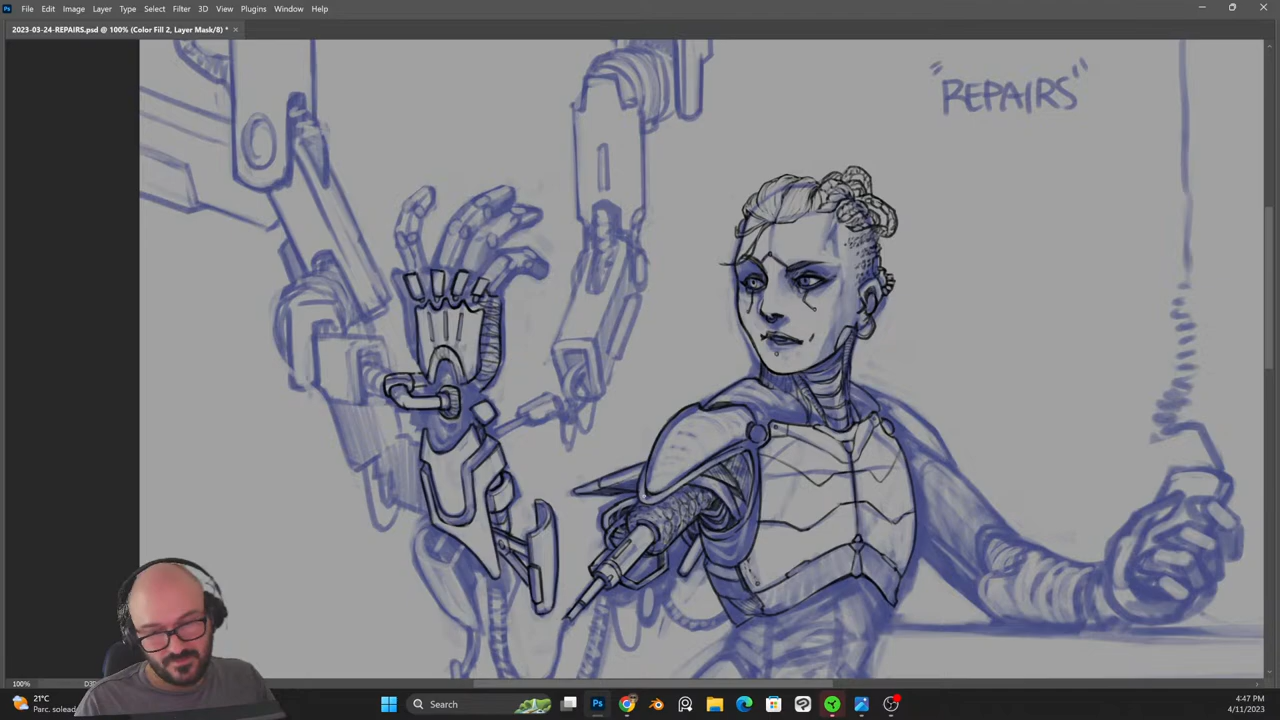 File Edit Image Layer Type Select Filter 3D View Plugins Window Help
2023-03-24-REPAIRS.psd @ 100% (Color Fill 2, Layer Mask/8) *
"REPAIRS"
100%
21°C
Search
4:47 PM
4/11/2023